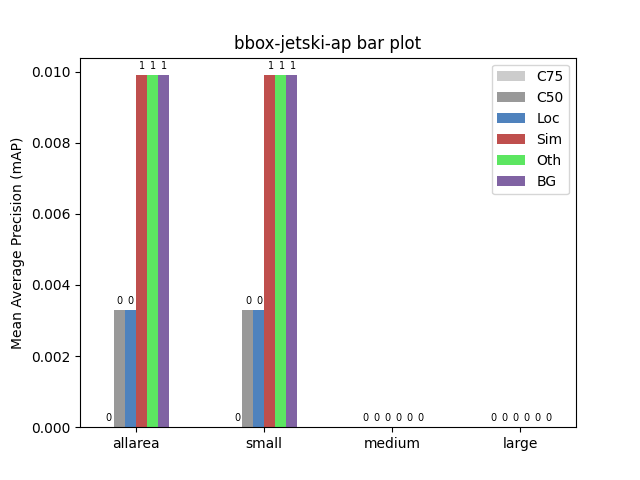 bbox-jetski-ap bar plot
Mean Average Precision (mAP)
0.010
0.008
0.006
0.004
0.002
0.000
1 1 1
1 1 1
0 0
0 0
0
0
0 0 0 0 0 0
0 0 0 0 0 0
allarea
small
medium
large
C75
C50
Loc
Sim
Oth
BG